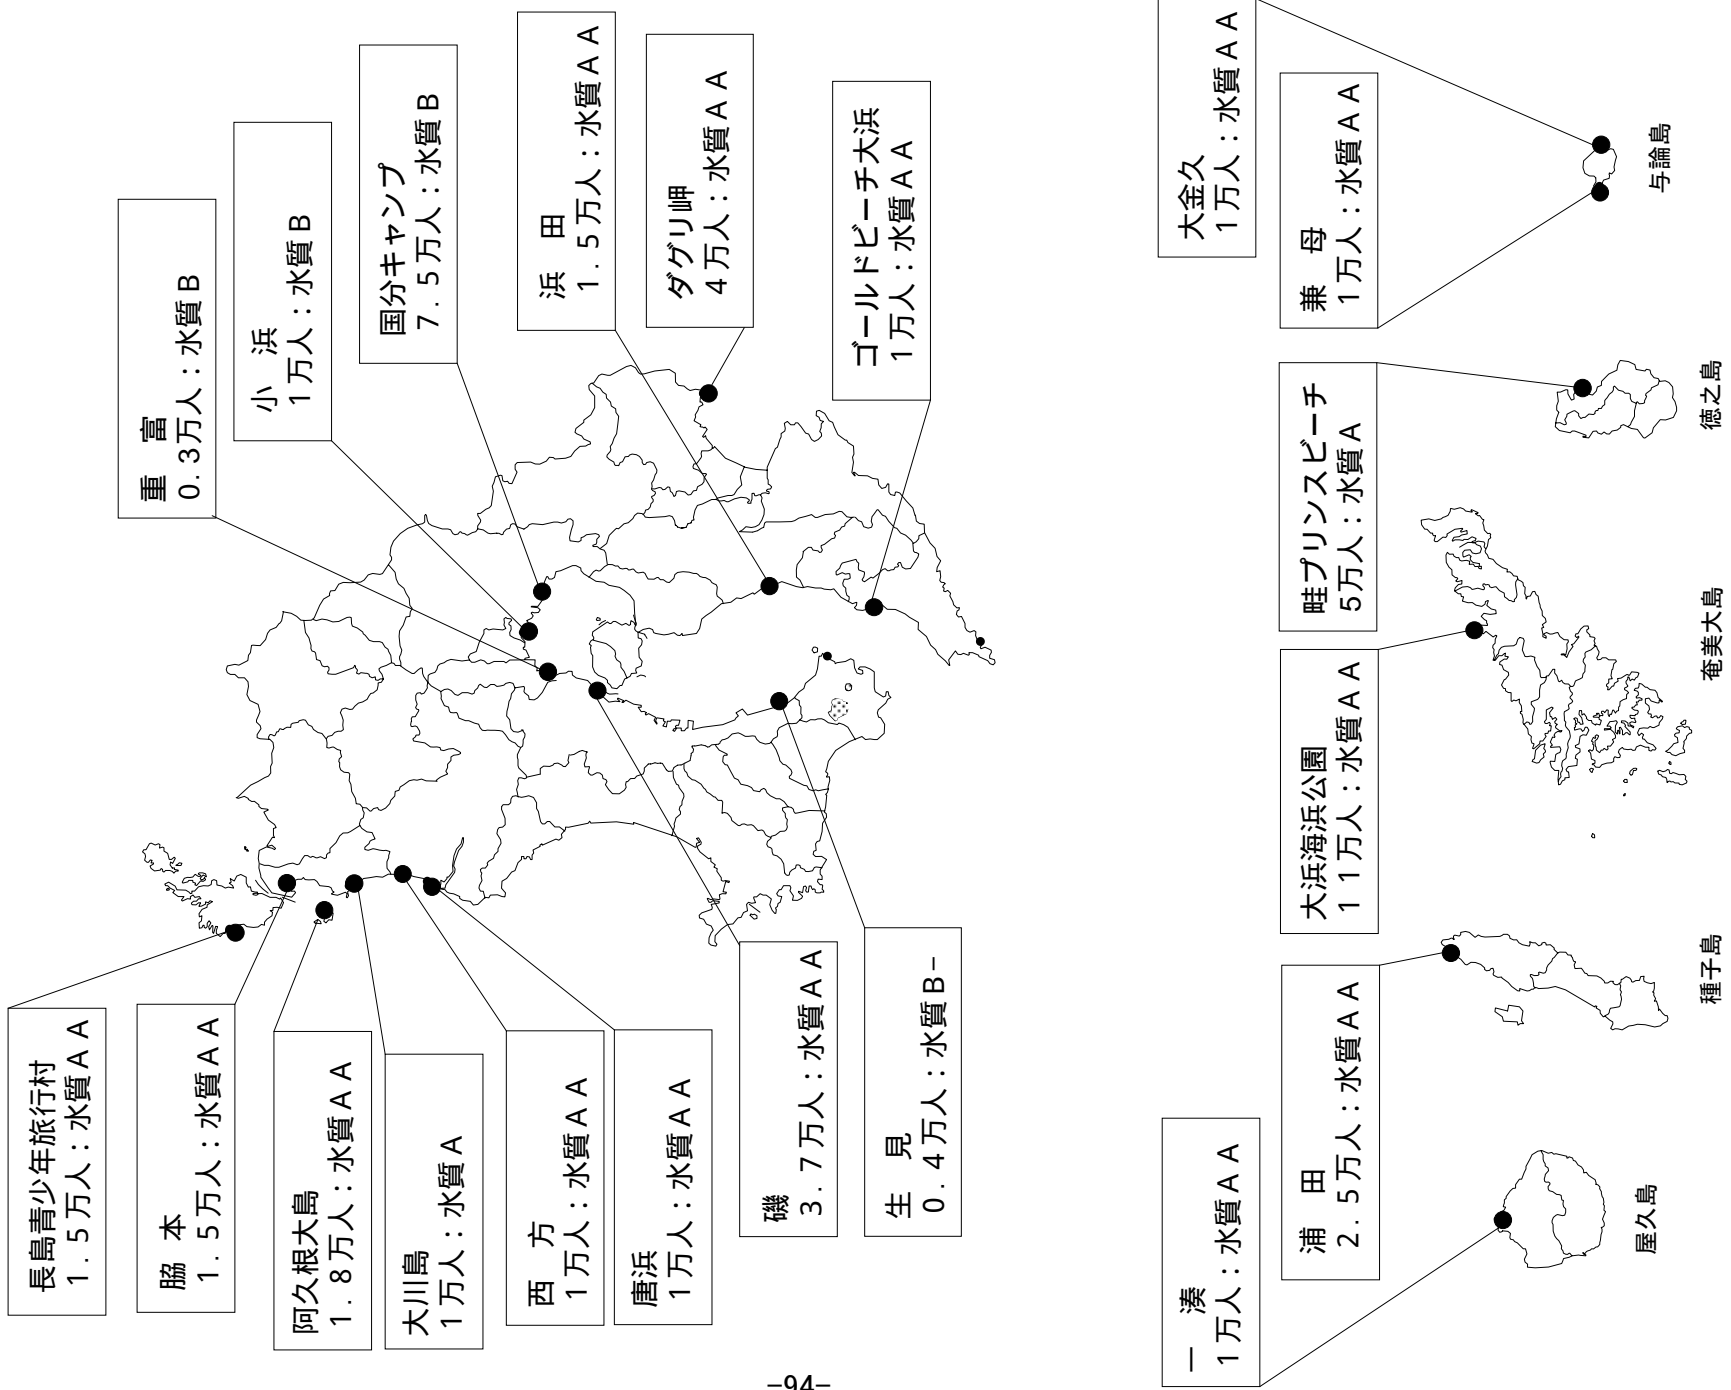 重　富
0.3万人：水質B
小　浜
1万人：水質B
国分キャンプ
7.5万人：水質B
浜　田
1.5万人：水質AA
ダグリ岬
4万人：水質AA
ゴールドビーチ大浜
1万人：水質AA
長島青少年旅行村
1.5万人：水質AA
脇　本
1.5万人：水質AA
阿久根大島
1.8万人：水質AA
大川島
1万人：水質A
西　方
1万人：水質AA
唐浜
1万人：水質AA
磯
3.7万人：水質AA
生　見
0.4万人：水質B-
大金久
1万人：水質AA
兼　母
1万人：水質AA
与論島
畦プリンスビーチ
5万人：水質A
徳之島
大浜海浜公園
11万人：水質AA
奄美大島
浦　田
2.5万人：水質AA
種子島
一　湊
1万人：水質AA
屋久島
-94-